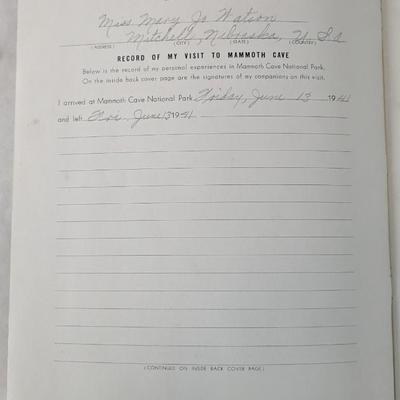 Miss Mary Jo Watson
Mitchell, Nebraska, U.S.A
(ADDRESS) (CITY) (STATE) (COUNTRY)
RECORD OF MY VISIT TO MAMMOTH CAVE
Below is the record of my personal experiences in Mammoth Cave National Park.
On the inside back cover page are the signatures of my companions on this visit.
I arrived at Mammoth Cave National Park Friday, June 13 1941
and left Fri, June 13 1941.
(CONTINUED ON INSIDE BACK COVER PAGE.)